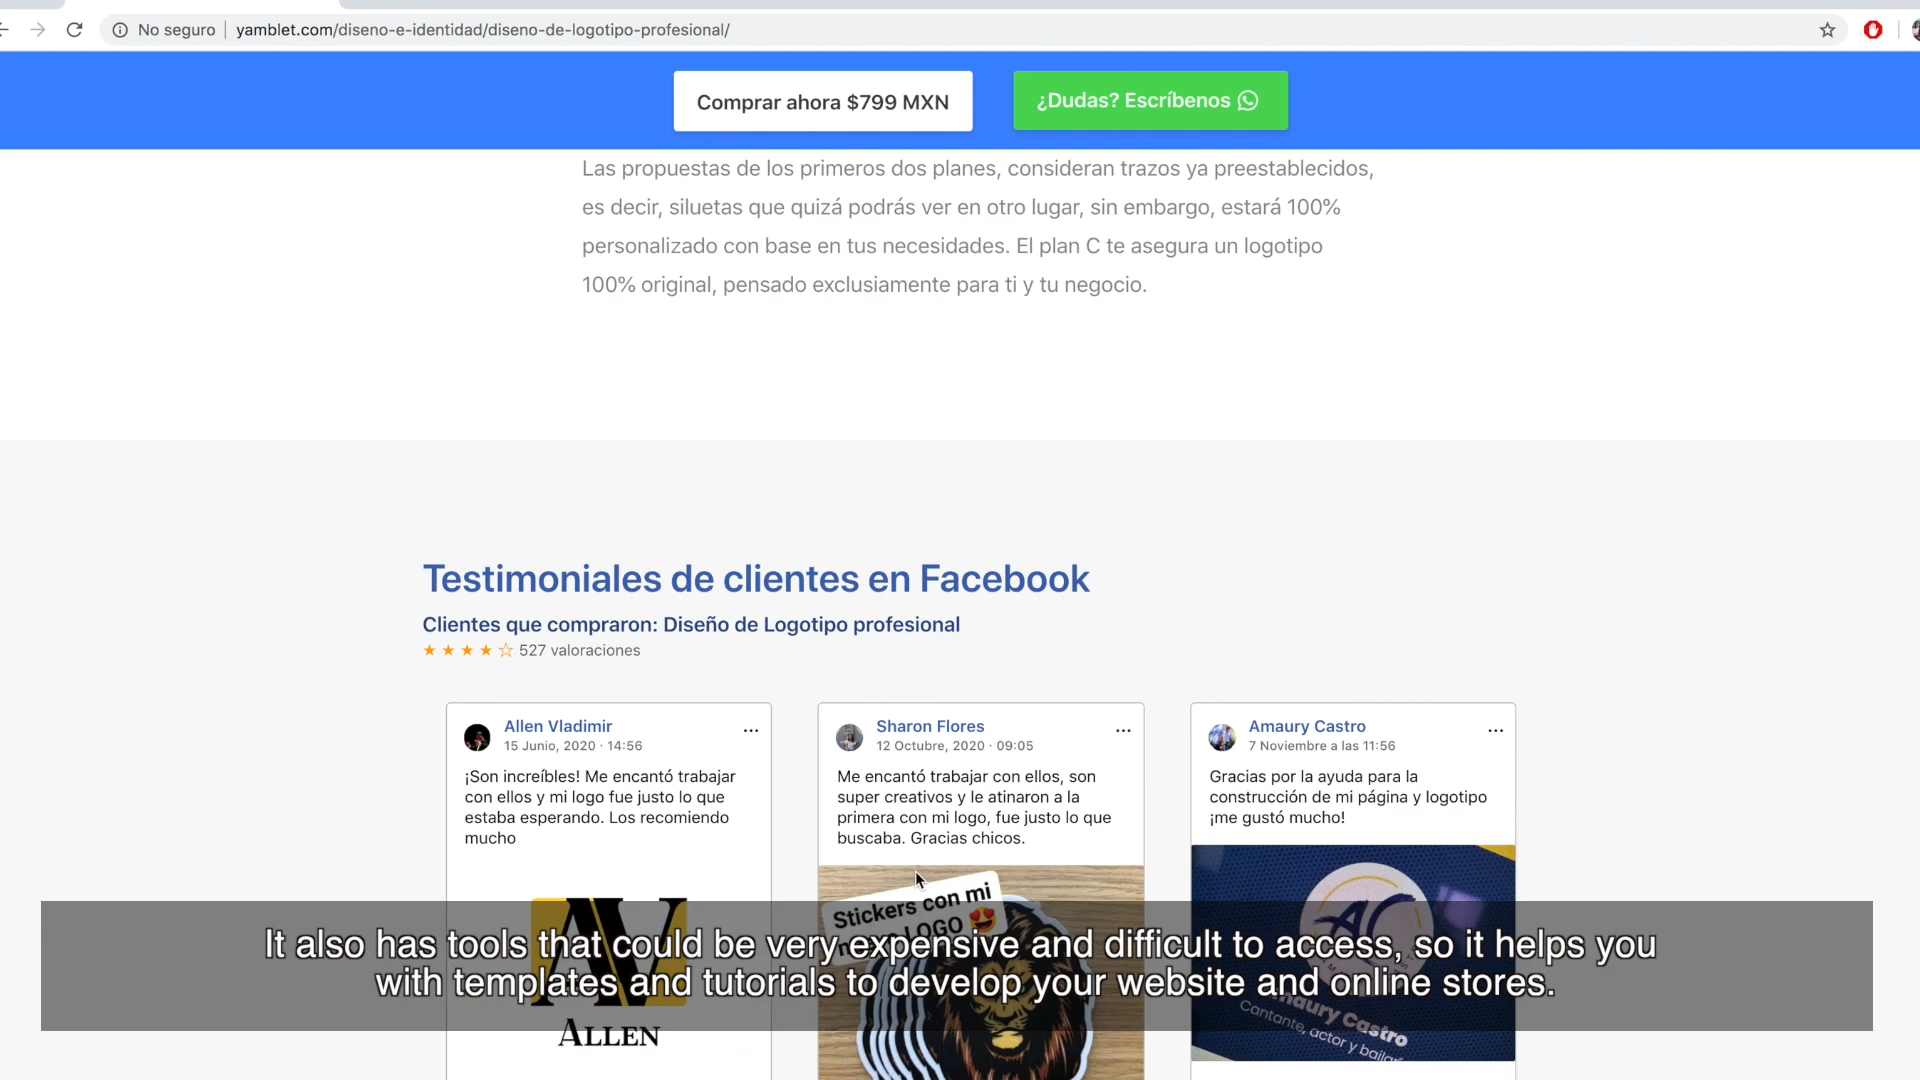 No seguro
yamblet.com/diseno-e-identidad/diseno-de-logotipo-profesional/
Comprar ahora $799 MXN
¿Dudas? Escríbenos
Las propuestas de los primeros dos planes, consideran trazos ya preestablecidos,
es decir, siluetas que quizá podrás ver en otro lugar, sin embargo, estará 100%
personalizado con base en tus necesidades. El plan C te asegura un logotipo
100% original, pensado exclusiamente para ti y tu negocio.
Testimoniales de clientes en Facebook
Clientes que compraron: Diseño de Logotipo profesional
527 valoraciones
Allen Vladimir
15 Junio, 2020 · 14:56
¡Son increíbles! Me encantó trabajar
con ellos y mi logo fue justo lo que
estaba esperando. Los recomiendo
mucho
AV
ALLEN
Sharon Flores
12 Octubre, 2020 · 09:05
Me encantó trabajar con ellos, son
super creativos y le atinaron a la
primera con mi logo, fue justo lo que
buscaba. Gracias chicos.
Stickers con mi
LOGO
Amaury Castro
7 Noviembre a las 11:56
Gracias por la ayuda para la
construcción de mi página y logotipo
¡me gustó mucho!
AC
Amaury Castro
Cantante, actor y
It also has tools that could be very expensive and difficult to access, so it helps you
with templates and tutorials to develop your website and online stores.